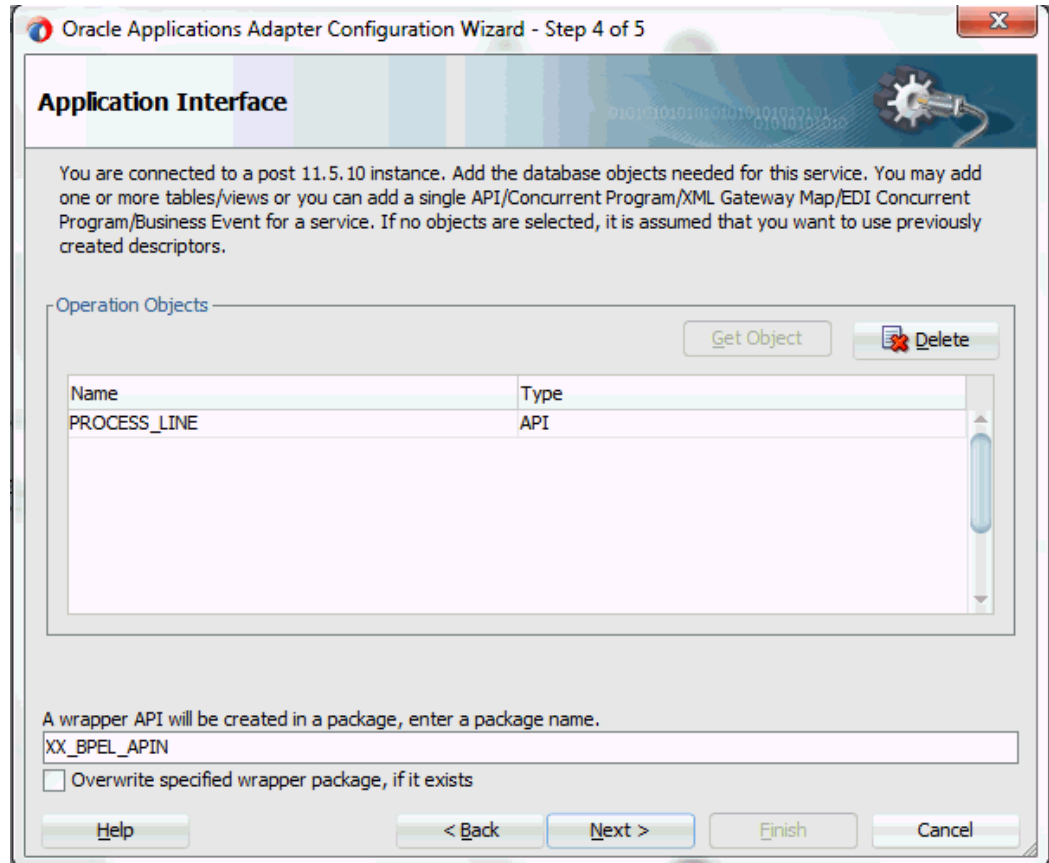 Oracle Applications Adapter Configuration Wizard - Step 4 of 5
Application Interface
You are connected to a post 11.5.10 instance. Add the database objects needed for this service. You may add
one or more tables/views or you can add a single API/Concurrent Program/XML Gateway Map/EDI Concurrent
Program/Business Event for a service. If no objects are selected, it is assumed that you want to use previously
created descriptors.
Operation Objects
Get Object Delete
Name Type
PROCESS_LINE API
A wrapper API will be created in a package, enter a package name.
XX_BPEL_APIN
Overwrite specified wrapper package, if it exists
Help < Back Next > Finish Cancel